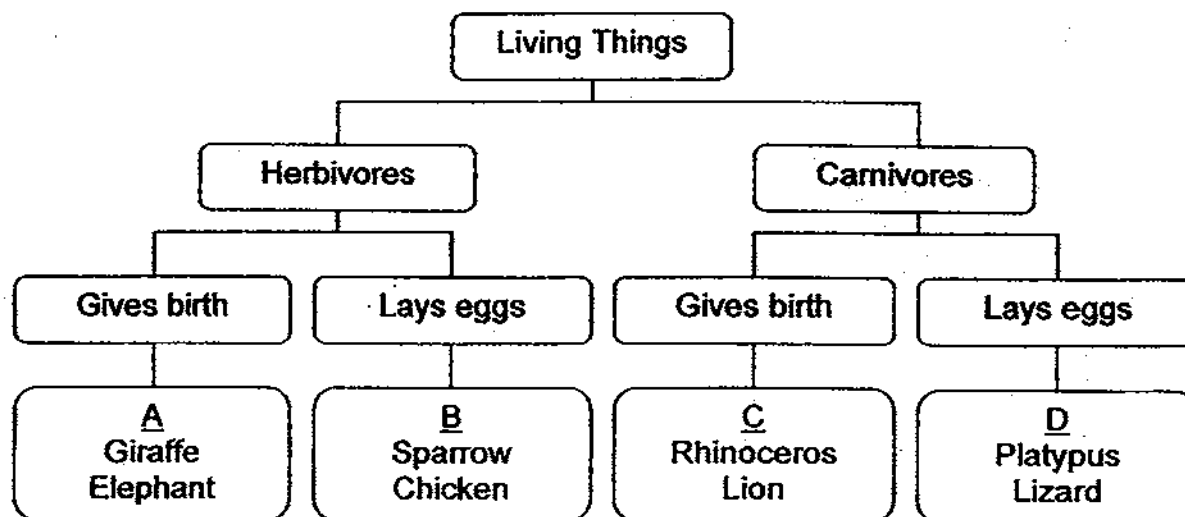 Living Things
Herbivores
Carnivores
Gives birth
Lays eggs
Gives birth
Lays eggs
A
Giraffe
Elephant
B
Sparrow
Chicken
C
Rhinoceros
Lion
D
Platypus
Lizard